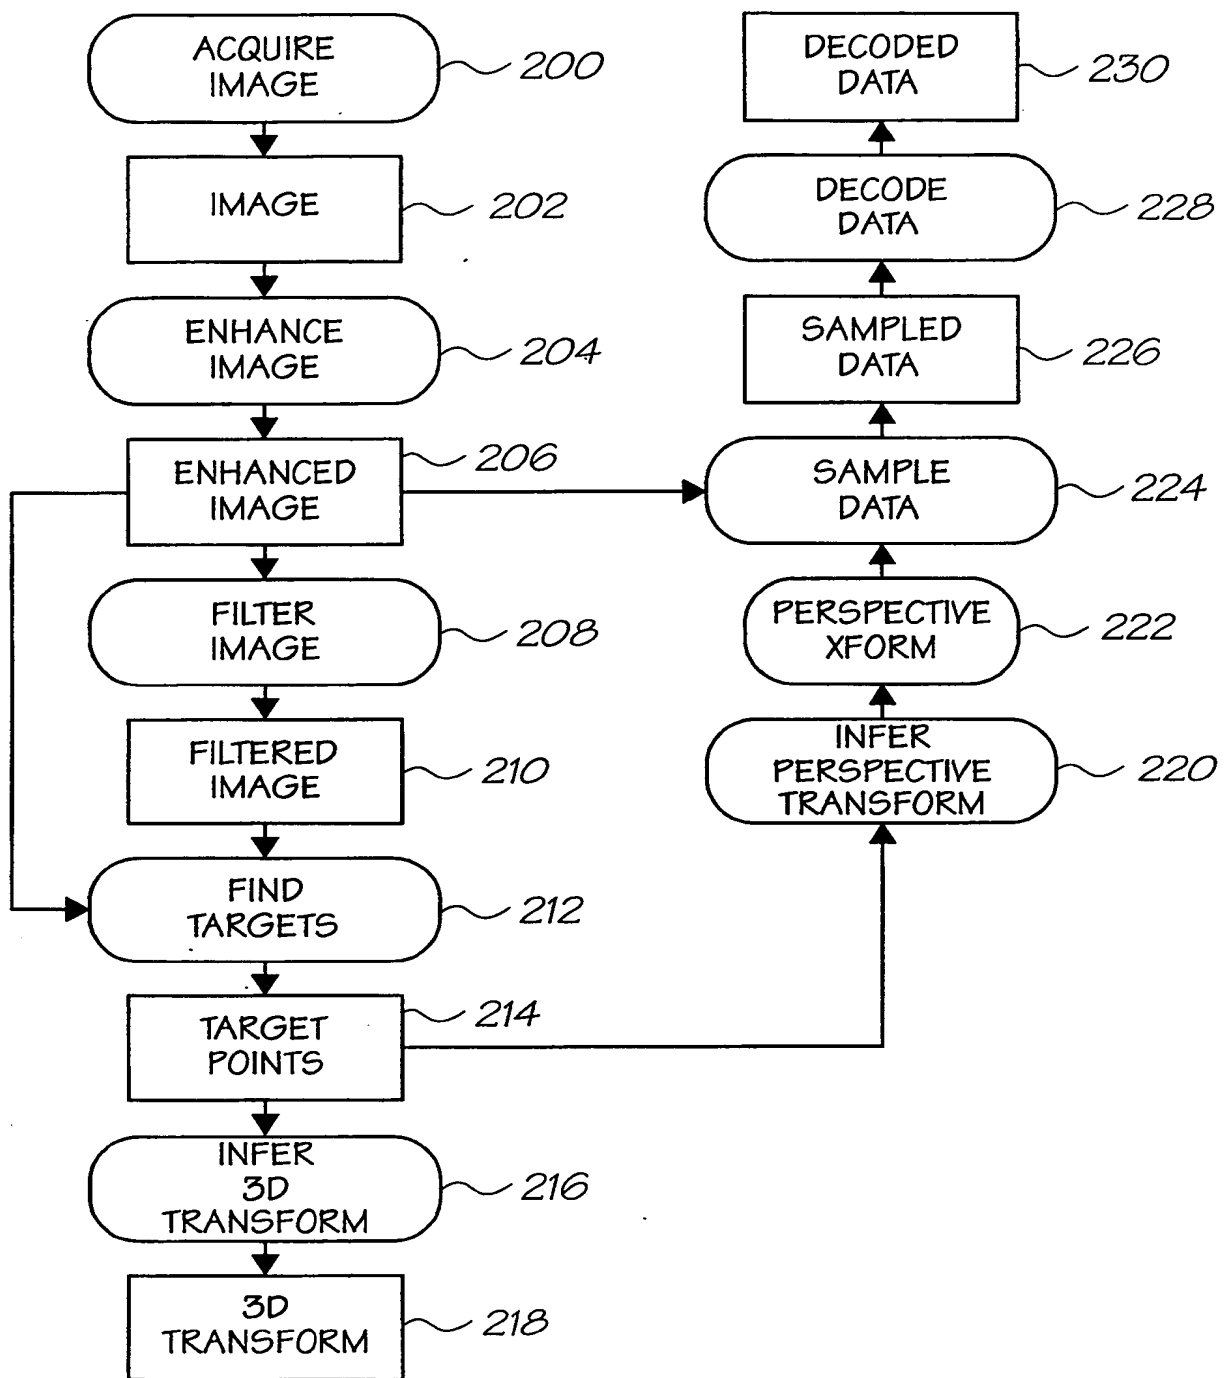 ACQUIRE
IMAGE
200
IMAGE
202
ENHANCE
IMAGE
204
ENHANCED
IMAGE
206
FILTER
IMAGE
208
FILTERED
IMAGE
210
FIND
TARGETS
212
TARGET
POINTS
214
INFER
3D
TRANSFORM
216
3D
TRANSFORM
218
DECODED
DATA
230
DECODE
DATA
228
SAMPLED
DATA
226
SAMPLE
DATA
224
PERSPECTIVE
XFORM
222
INFER
PERSPECTIVE
TRANSFORM
220